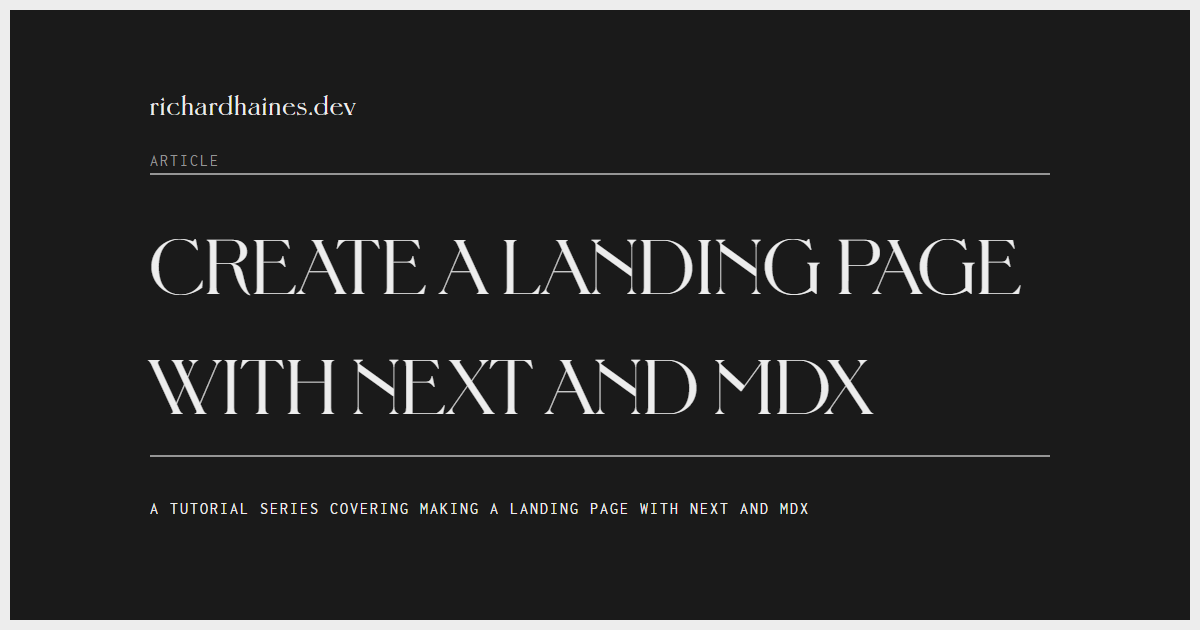 richardhaines.dev
ARTICLE
CREATE A LANDING PAGE
WITH NEXT AND MDX
A TUTORIAL SERIES COVERING MAKING A LANDING PAGE WITH NEXT AND MDX